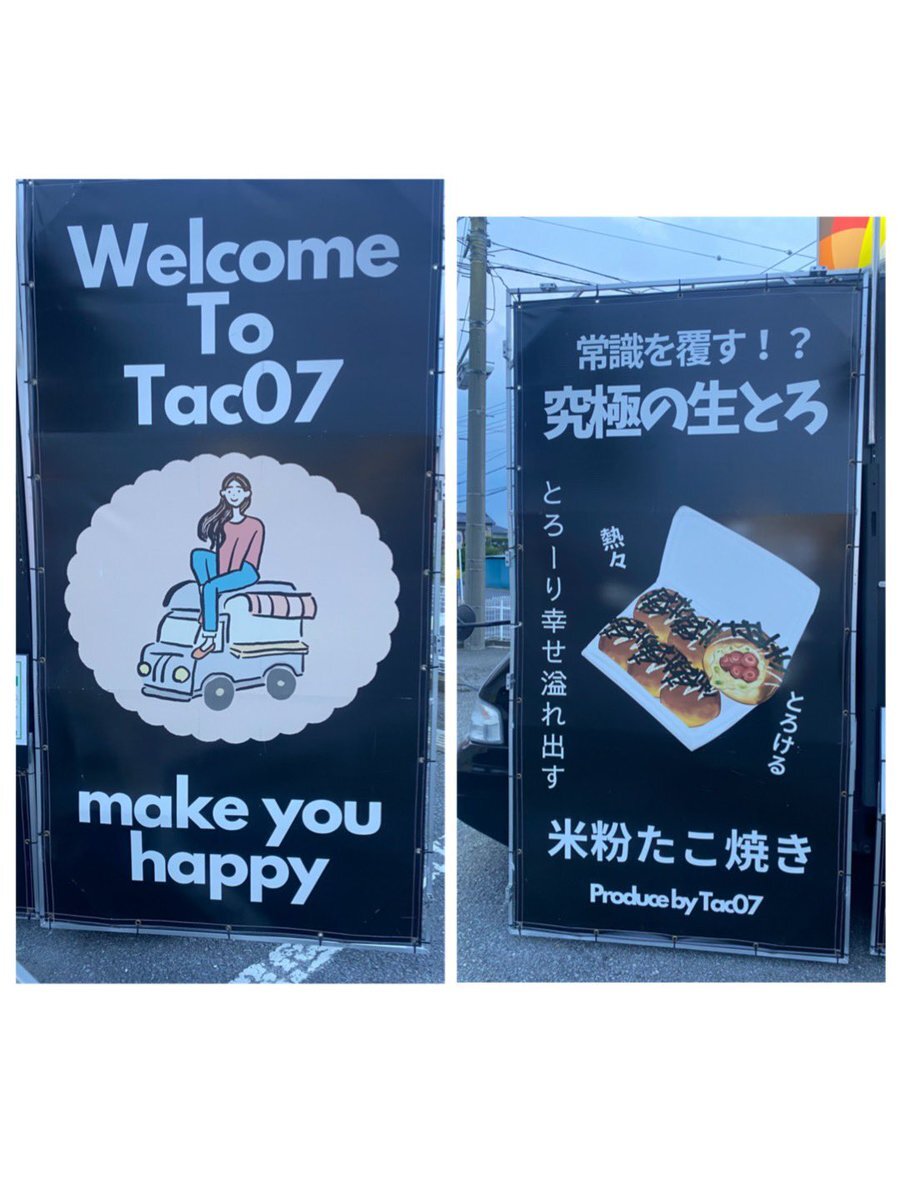 Welcome
To
Tac07
make you
happy
常識を覆す！？
究極の生とろ
とろーり幸せ溢れ出す
熱々
とろける
米粉たこ焼き
Produce by Tac07